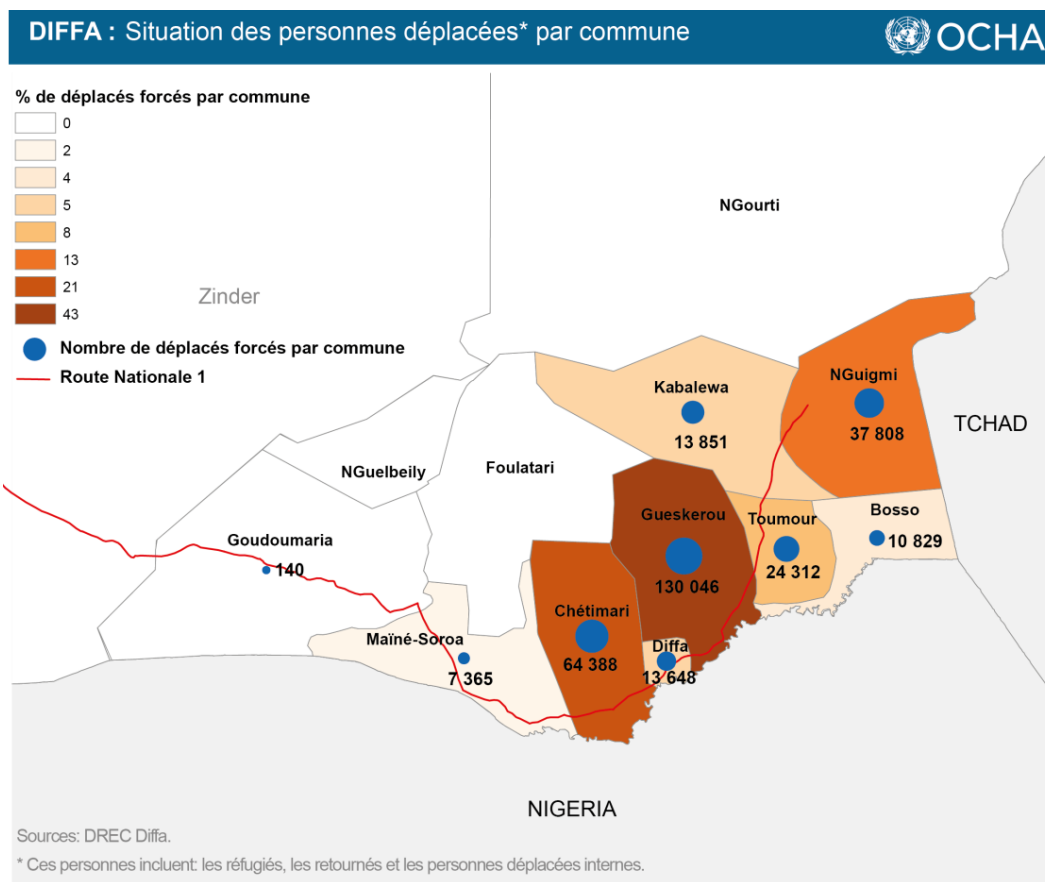 DIFFA : Situation des personnes déplacées* par commune
OCHA
% de déplacés forcés par commune
0
2
4
5
8
13
21
43
Nombre de déplacés forcés par commune
Route Nationale 1
Zinder
NGourti
Kabalewa
13 851
NGuigmi
37 808
TCHAD
NGuelbeily
Foulatari
Gueskerou
130 046
Toumour
24 312
Bosso
10 829
Goudoumaria
140
Chétimari
64 388
Maïné-Soroa
7 365
Diffa
13 648
NIGERIA
Sources: DREC Diffa.
* Ces personnes incluent: les réfugiés, les retournés et les personnes déplacées internes.